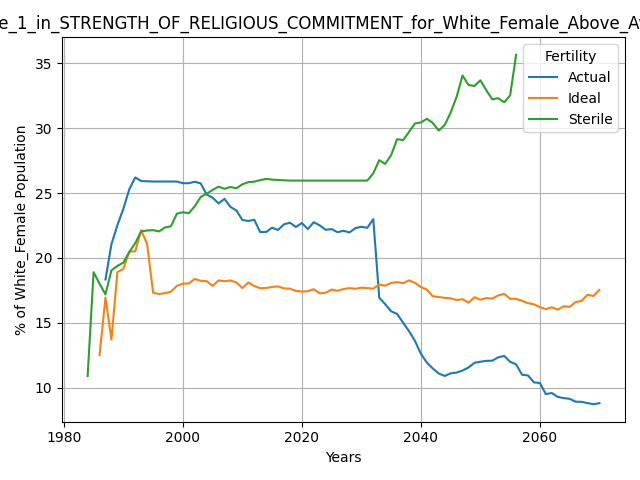 e_1_in_STRENGTH_OF_RELIGIOUS_COMMITMENT_for_White_Female_Above_A
Fertility
Actual
Ideal
Sterile
% of White_Female Population
35
30
25
20
15
10
1980
2000
2020
2040
2060
Years